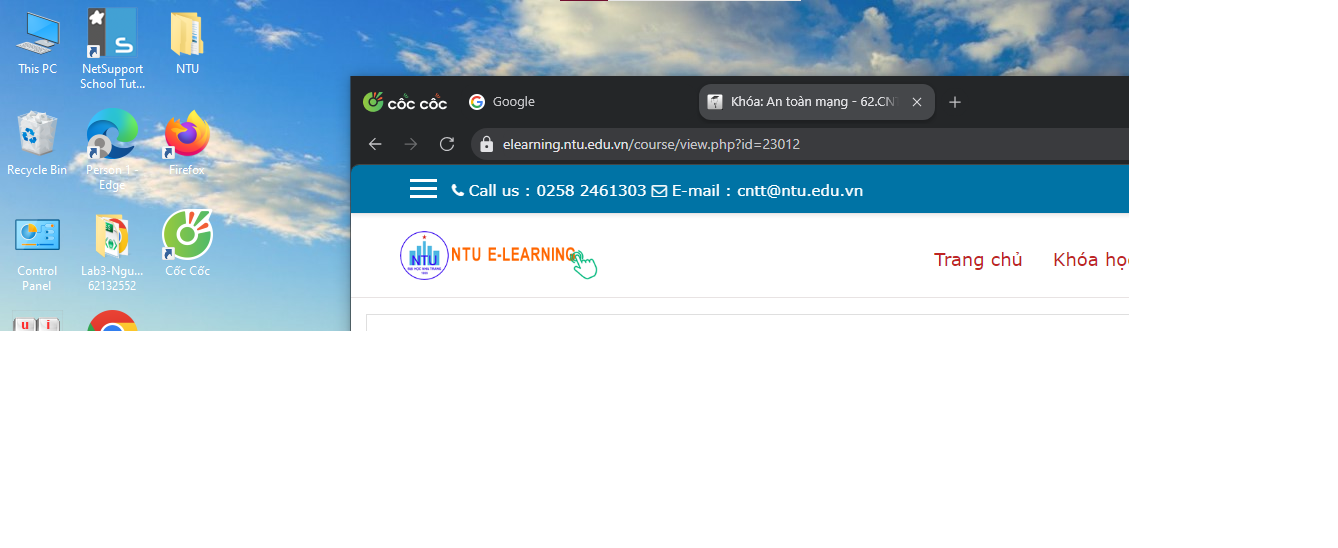 This PC
NetSupport
School Tut...
NTU
Recycle Bin
Person 1 -
Edge
Firefox
Control
Panel
Lab3-Ngu...
62132552
Cốc Cốc
u i
cốc cốc
Google
Khóa: An toàn mạng - 62.CNT
elearning.ntu.edu.vn/course/view.php?id=23012
Call us : 0258 2461303 E-mail : cntt@ntu.edu.vn
NTU
NTU E-LEARNING
Trang chủ
Khóa học